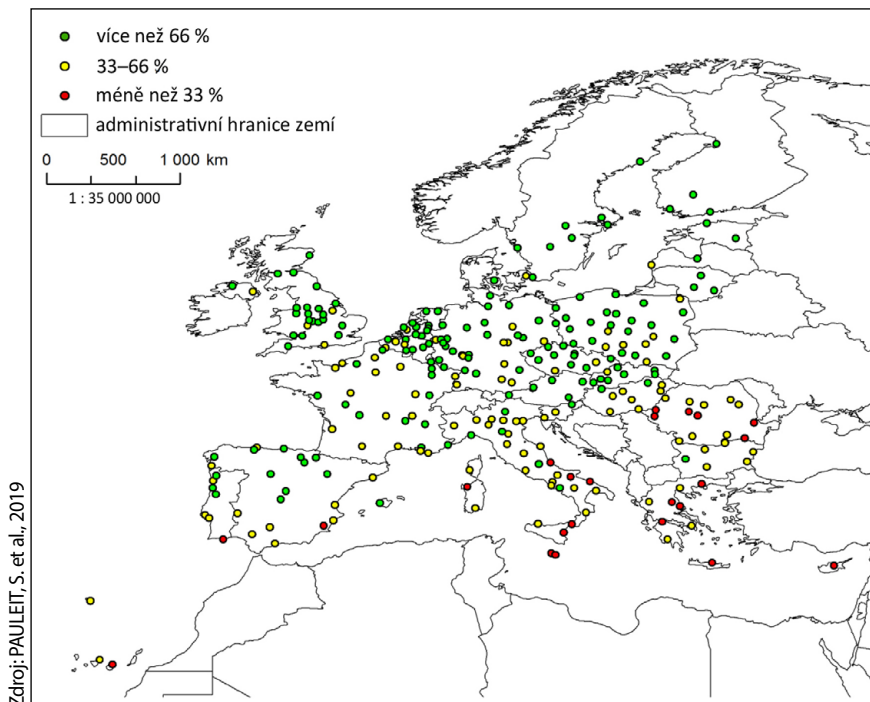 více než 66 %
33–66 %
méně než 33 %
administrativní hranice zemí
0 500 1 000 km
1 : 35 000 000
Zdroj: PAULEIT, S. et al., 2019